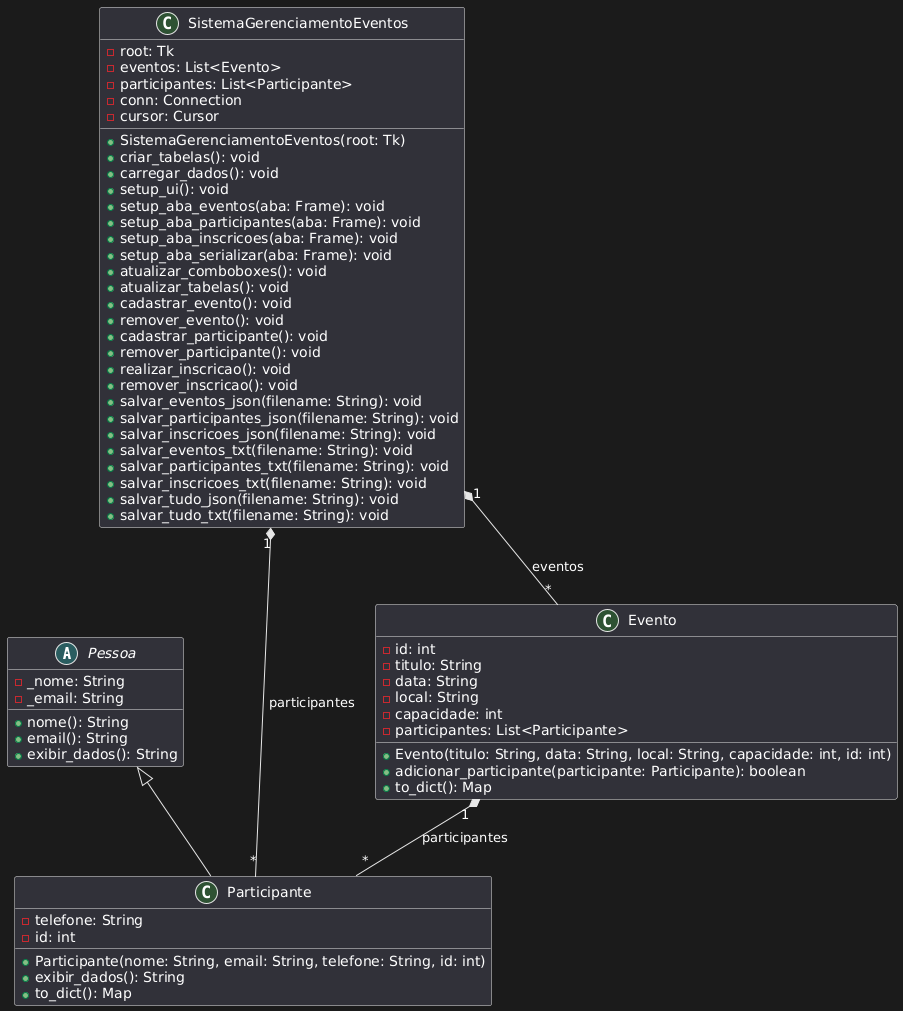 C SistemaGerenciamentoEventos
root: Tk
eventos: List<Evento>
participantes: List<Participante>
conn: Connection
cursor: Cursor
SistemaGerenciamentoEventos(root: Tk)
criar_tabelas(): void
carregar_dados(): void
setup_ui(): void
setup_aba_eventos(aba: Frame): void
setup_aba_participantes(aba: Frame): void
setup_aba_inscricoes(aba: Frame): void
setup_aba_serializar(aba: Frame): void
atualizar_comboboxes(): void
atualizar_tabelas(): void
cadastrar_evento(): void
remover_evento(): void
cadastrar_participante(): void
remover_participante(): void
realizar_inscricao(): void
remover_inscricao(): void
salvar_eventos_json(filename: String): void
salvar_participantes_json(filename: String): void
salvar_inscricoes_json(filename: String): void
salvar_eventos_txt(filename: String): void
salvar_participantes_txt(filename: String): void
salvar_inscricoes_txt(filename: String): void
salvar_tudo_json(filename: String): void
salvar_tudo_txt(filename: String): void
1
1
eventos
*
A Pessoa
_nome: String
_email: String
nome(): String
email(): String
exibir_dados(): String
participantes
*
C Evento
id: int
titulo: String
data: String
local: String
capacidade: int
participantes: List<Participante>
Evento(titulo: String, data: String, local: String, capacidade: int, id: int)
adicionar_participante(participante: Participante): boolean
to_dict(): Map
1
participantes
*
C Participante
telefone: String
id: int
Participante(nome: String, email: String, telefone: String, id: int)
exibir_dados(): String
to_dict(): Map